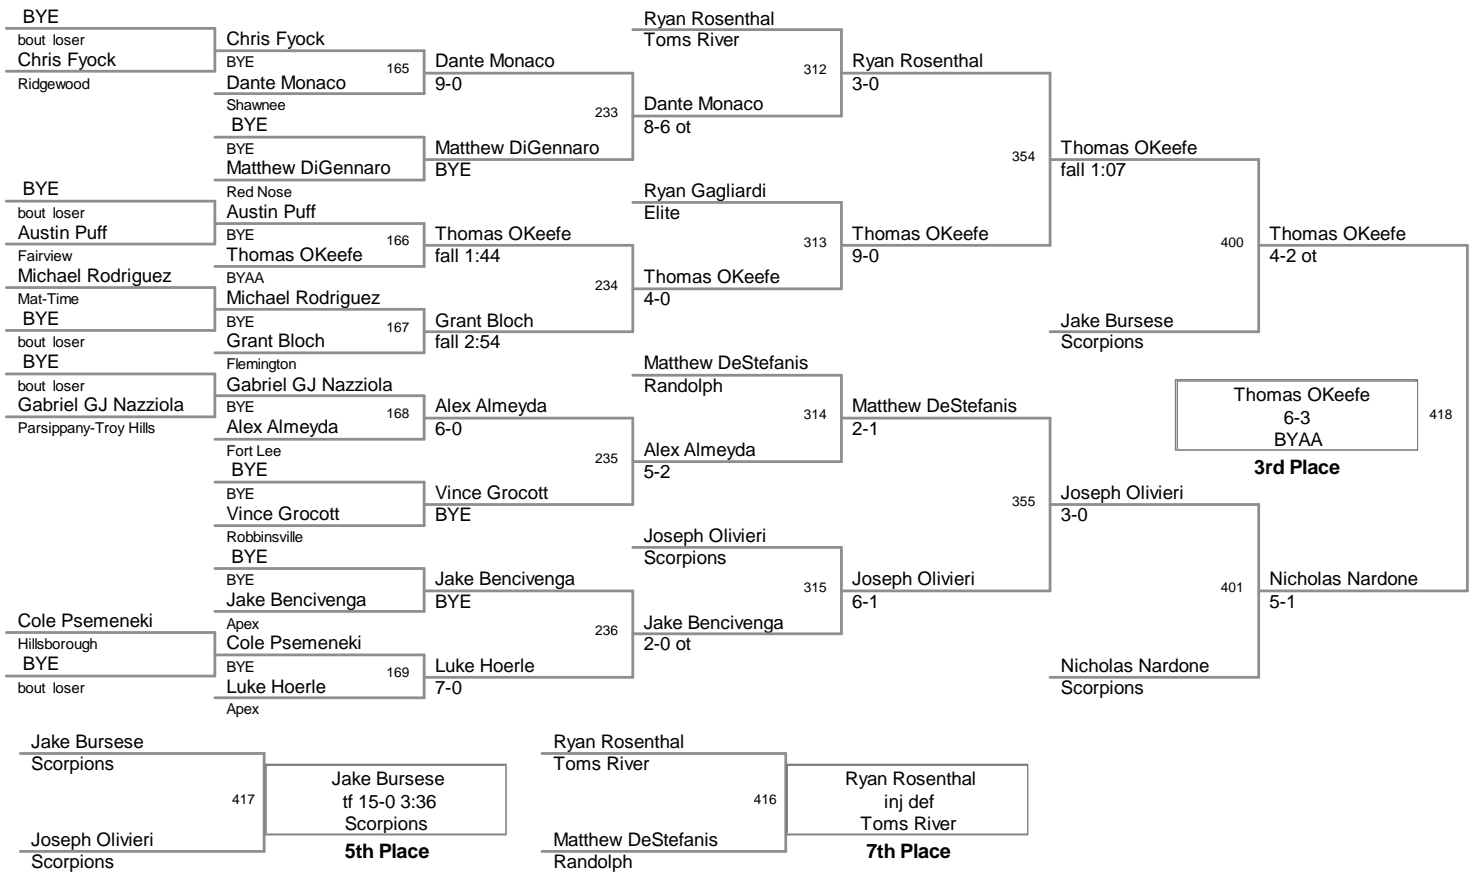 BYE
bout loser
Chris Fyock
Ridgewood
BYE
bout loser
Austin Puff
Fairview
Michael Rodriguez
Mat-Time
BYE
bout loser
BYE
bout loser
Gabriel GJ Nazziola
Parsippany-Troy Hills
Cole Psemeneki
Hillsborough
BYE
bout loser
Chris Fyock
BYE
165
Dante Monaco
Shawnee
BYE
BYE
Matthew DiGennaro
Red Nose
Austin Puff
BYE
166
Thomas OKeefe
BYAA
Michael Rodriguez
BYE
167
Grant Bloch
Flemington
Gabriel GJ Nazziola
BYE
168
Alex Almeyda
Fort Lee
BYE
BYE
Vince Grocott
Robbinsville
BYE
BYE
Jake Bencivenga
Apex
Cole Psemeneki
BYE
169
Luke Hoerle
Apex
Dante Monaco
9-0
233
Matthew DiGennaro
BYE
Thomas OKeefe
fall 1:44
234
Grant Bloch
fall 2:54
Alex Almeyda
6-0
235
Vince Grocott
BYE
Jake Bencivenga
BYE
236
Luke Hoerle
7-0
Ryan Rosenthal
Toms River
312
Dante Monaco
8-6 ot
Ryan Gagliardi
Elite
313
Thomas OKeefe
4-0
Matthew DeStefanis
Randolph
314
Alex Almeyda
5-2
Joseph Olivieri
Scorpions
315
Jake Bencivenga
2-0 ot
Ryan Rosenthal
3-0
354
Thomas OKeefe
9-0
Matthew DeStefanis
2-1
355
Joseph Olivieri
6-1
Thomas OKeefe
fall 1:07
400
Jake Bursese
Scorpions
Joseph Olivieri
3-0
401
Nicholas Nardone
Scorpions
Thomas OKeefe
4-2 ot
Thomas OKeefe
6-3
BYAA
418
3rd Place
Nicholas Nardone
5-1
Jake Bursese
Scorpions
417
Joseph Olivieri
Scorpions
Jake Bursese
tf 15-0 3:36
Scorpions
5th Place
Ryan Rosenthal
Toms River
416
Matthew DeStefanis
Randolph
Ryan Rosenthal
inj def
Toms River
7th Place